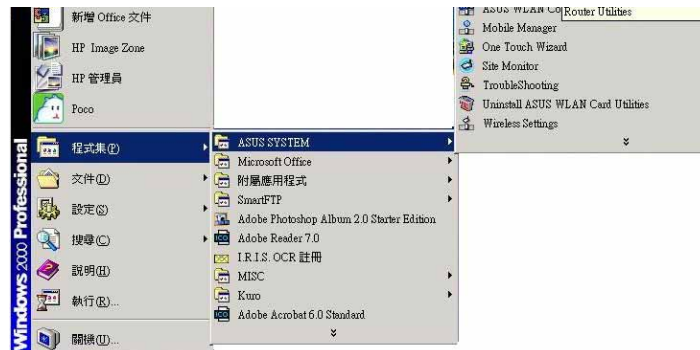 新增 Office 文件
HP Image Zone
HP 管理員
Poco
程式集(P)
文件(D)
設定(S)
搜尋(C)
說明(H)
執行(R)...
關機(U)...
Windows 2000 Professional
ASUS SYSTEM
Microsoft Office
附屬應用程式
SmartFTP
Adobe Photoshop Album 2.0 Starter Edition
Adobe Reader 7.0
I.R.I.S. OCR 註冊
MISC
Kuro
Adobe Acrobat 6.0 Standard
ASUS WLAN Co
Router Utilities
Mobile Manager
One Touch Wizard
Site Monitor
TroubleShooting
Uninstall ASUS WLAN Card Utilities
Wireless Settings